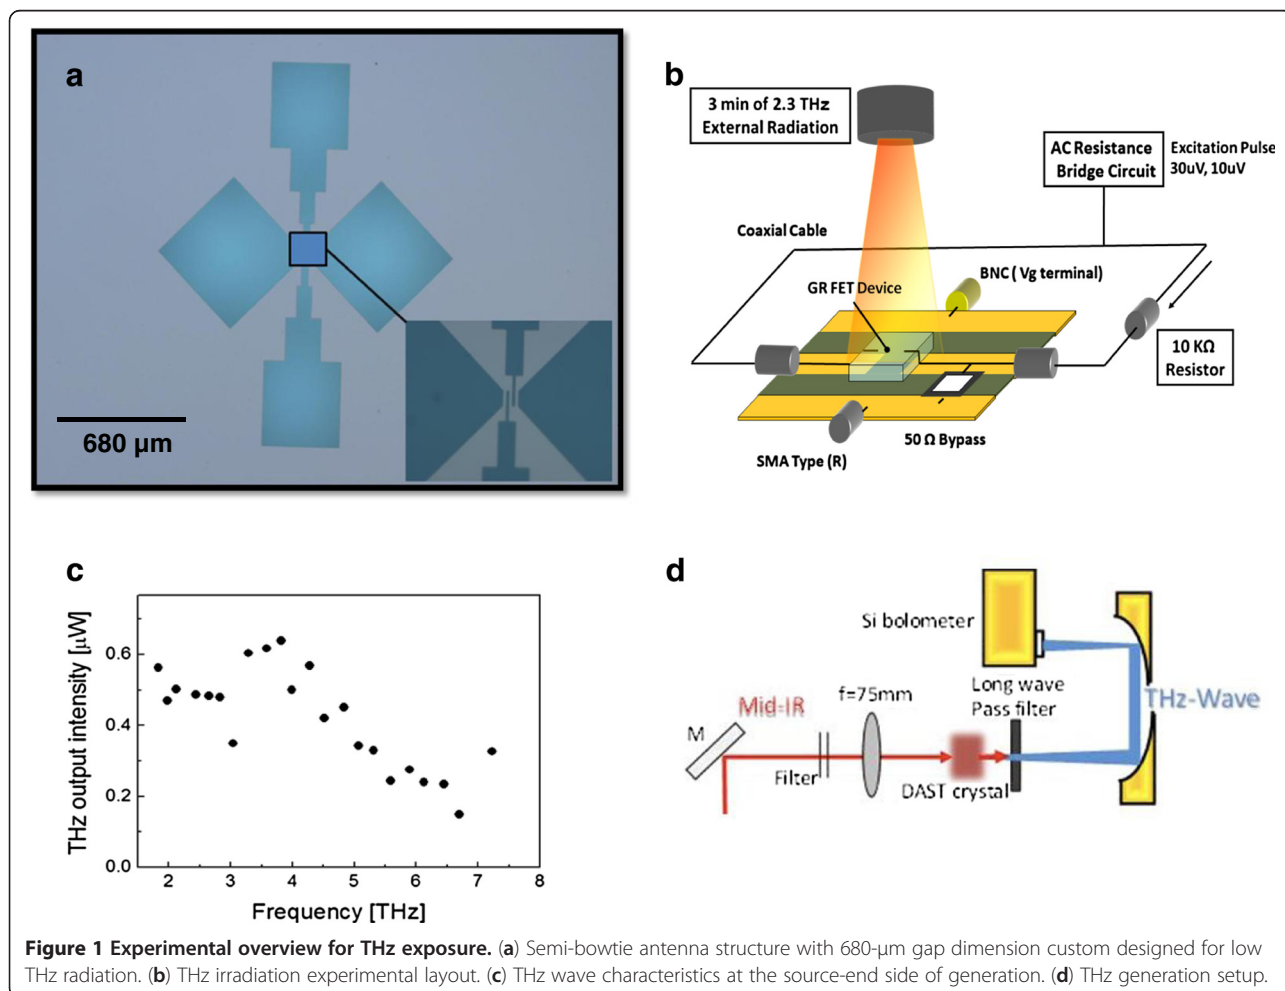 a
680 µm
b
3 min of 2.3 THz
External Radiation
AC Resistance
Bridge Circuit
Excitation Pulse
30uV, 10uV
Coaxial Cable
BNC ( Vg terminal)
GR FET Device
10 KΩ
Resistor
50 Ω Bypass
SMA Type (R)
c
THz output intensity [µW]
0.6
0.4
0.2
0.0
2 3 4 5 6 7 8
Frequency [THz]
d
Si bolometer
Long wave
Pass filter
THz-Wave
f=75mm
Mid-IR
M
Filter
DAST crystal
Figure 1 Experimental overview for THz exposure. (a) Semi-bowtie antenna structure with 680-µm gap dimension custom designed for low
THz radiation. (b) THz irradiation experimental layout. (c) THz wave characteristics at the source-end side of generation. (d) THz generation setup.